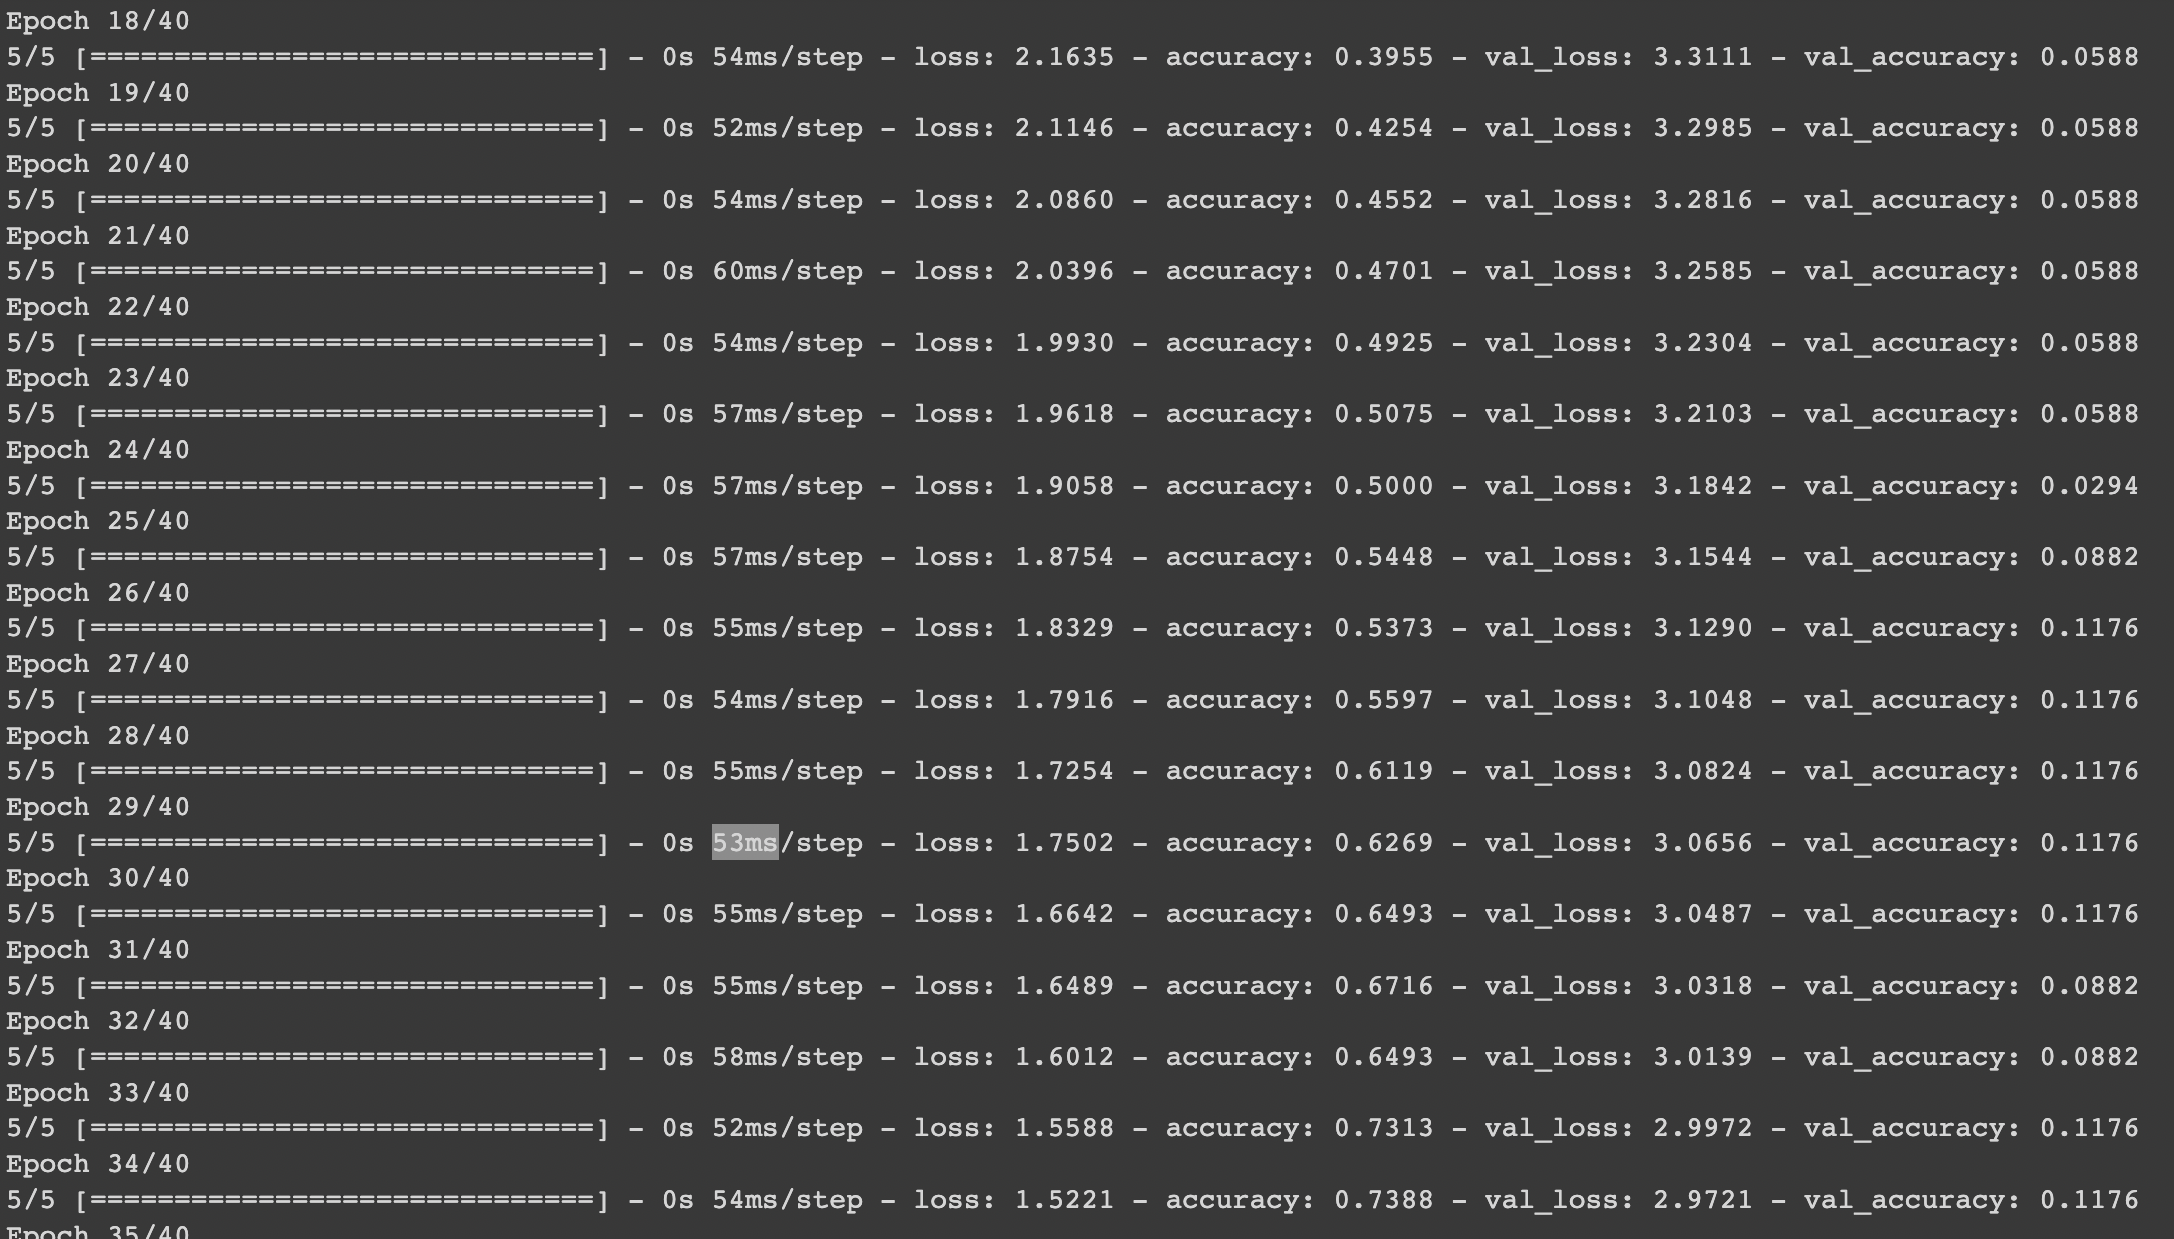 Epoch 18/40
5/5 [==============================] - 0s 54ms/step - loss: 2.1635 - accuracy: 0.3955 - val_loss: 3.3111 - val_accuracy: 0.0588
Epoch 19/40
5/5 [==============================] - 0s 52ms/step - loss: 2.1146 - accuracy: 0.4254 - val_loss: 3.2985 - val_accuracy: 0.0588
Epoch 20/40
5/5 [==============================] - 0s 54ms/step - loss: 2.0860 - accuracy: 0.4552 - val_loss: 3.2816 - val_accuracy: 0.0588
Epoch 21/40
5/5 [==============================] - 0s 60ms/step - loss: 2.0396 - accuracy: 0.4701 - val_loss: 3.2585 - val_accuracy: 0.0588
Epoch 22/40
5/5 [==============================] - 0s 54ms/step - loss: 1.9930 - accuracy: 0.4925 - val_loss: 3.2304 - val_accuracy: 0.0588
Epoch 23/40
5/5 [==============================] - 0s 57ms/step - loss: 1.9618 - accuracy: 0.5075 - val_loss: 3.2103 - val_accuracy: 0.0588
Epoch 24/40
5/5 [==============================] - 0s 57ms/step - loss: 1.9058 - accuracy: 0.5000 - val_loss: 3.1842 - val_accuracy: 0.0294
Epoch 25/40
5/5 [==============================] - 0s 57ms/step - loss: 1.8754 - accuracy: 0.5448 - val_loss: 3.1544 - val_accuracy: 0.0882
Epoch 26/40
5/5 [==============================] - 0s 55ms/step - loss: 1.8329 - accuracy: 0.5373 - val_loss: 3.1290 - val_accuracy: 0.1176
Epoch 27/40
5/5 [==============================] - 0s 54ms/step - loss: 1.7916 - accuracy: 0.5597 - val_loss: 3.1048 - val_accuracy: 0.1176
Epoch 28/40
5/5 [==============================] - 0s 55ms/step - loss: 1.7254 - accuracy: 0.6119 - val_loss: 3.0824 - val_accuracy: 0.1176
Epoch 29/40
5/5 [==============================] - 0s 53ms/step - loss: 1.7502 - accuracy: 0.6269 - val_loss: 3.0656 - val_accuracy: 0.1176
Epoch 30/40
5/5 [==============================] - 0s 55ms/step - loss: 1.6642 - accuracy: 0.6493 - val_loss: 3.0487 - val_accuracy: 0.1176
Epoch 31/40
5/5 [==============================] - 0s 55ms/step - loss: 1.6489 - accuracy: 0.6716 - val_loss: 3.0318 - val_accuracy: 0.0882
Epoch 32/40
5/5 [==============================] - 0s 58ms/step - loss: 1.6012 - accuracy: 0.6493 - val_loss: 3.0139 - val_accuracy: 0.0882
Epoch 33/40
5/5 [==============================] - 0s 52ms/step - loss: 1.5588 - accuracy: 0.7313 - val_loss: 2.9972 - val_accuracy: 0.1176
Epoch 34/40
5/5 [==============================] - 0s 54ms/step - loss: 1.5221 - accuracy: 0.7388 - val_loss: 2.9721 - val_accuracy: 0.1176
Epoch 35/40